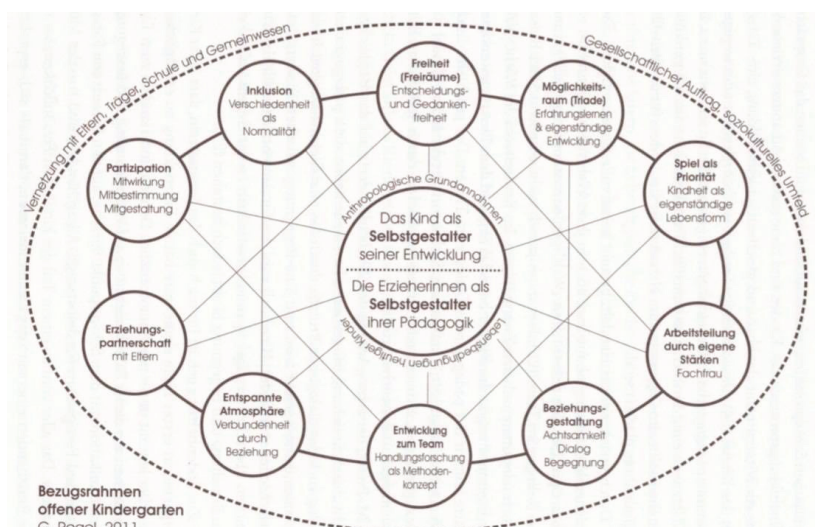 Vernetzung mit Eltern, Träger, Schule und Gemeinwesen
Gesellschaftlicher Auftrag, soziokulturelles Umfeld
Freiheit
(Freiräume)
Entscheidungs-
und Gedanken-
freiheit
Möglichkeits-
raum (Triade)
Erfahrungslernen
& eigenständige
Entwicklung
Spiel als
Priorität
Kindheit als
eigenständige
Lebensform
Arbeitsteilung
durch eigene
Stärken
Fachfrau
Beziehungs-
gestaltung
Achtsamkeit
Dialog
Begegnung
Entwicklung
zum Team
Handlungsforschung
als Methoden-
konzept
Entspannte
Atmosphäre
Verbundenheit
durch
Beziehung
Erziehungs-
partnerschaft
mit Eltern
Partizipation
Mitwirkung
Mitbestimmung
Mitgestaltung
Inklusion
Verschiedenheit
als
Normalität
Anthropologische Grundannahmen
Das Kind als
Selbstgestalter
seiner Entwicklung
Die Erzieherinnen als
Selbstgestalter
ihrer Pädagogik
Lebensbedingungen heutiger Kinder
Bezugsrahmen
offener Kindergarten
G. Regel, 2011